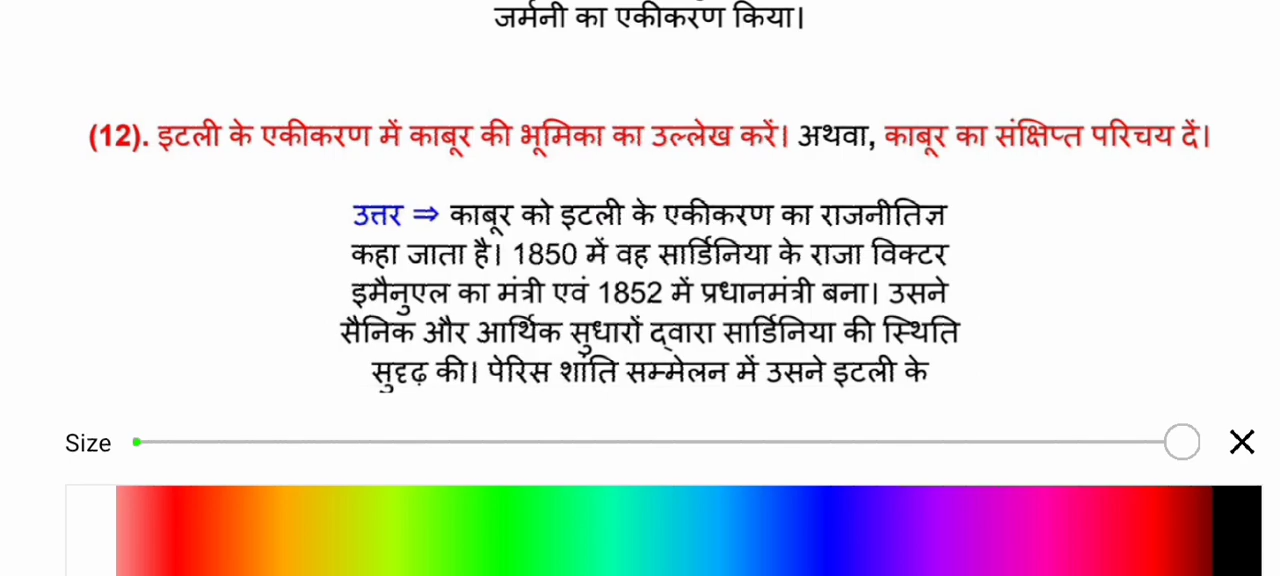 जर्मनी का एकीकरण किया।
(12). इटली के एकीकरण में काबूर की भूमिका का उल्लेख करें। अथवा, काबूर का संक्षिप्त परिचय दें।
उत्तर ⇒ काबूर को इटली के एकीकरण का राजनीतिज्ञ
कहा जाता है। 1850 में वह सार्डिनिया के राजा विक्टर
इमैनुएल का मंत्री एवं 1852 में प्रधानमंत्री बना। उसने
सैनिक और आर्थिक सुधारों द्वारा सार्डिनिया की स्थिति
सुदृढ़ की। पेरिस शांति सम्मेलन में उसने इटली के
Size